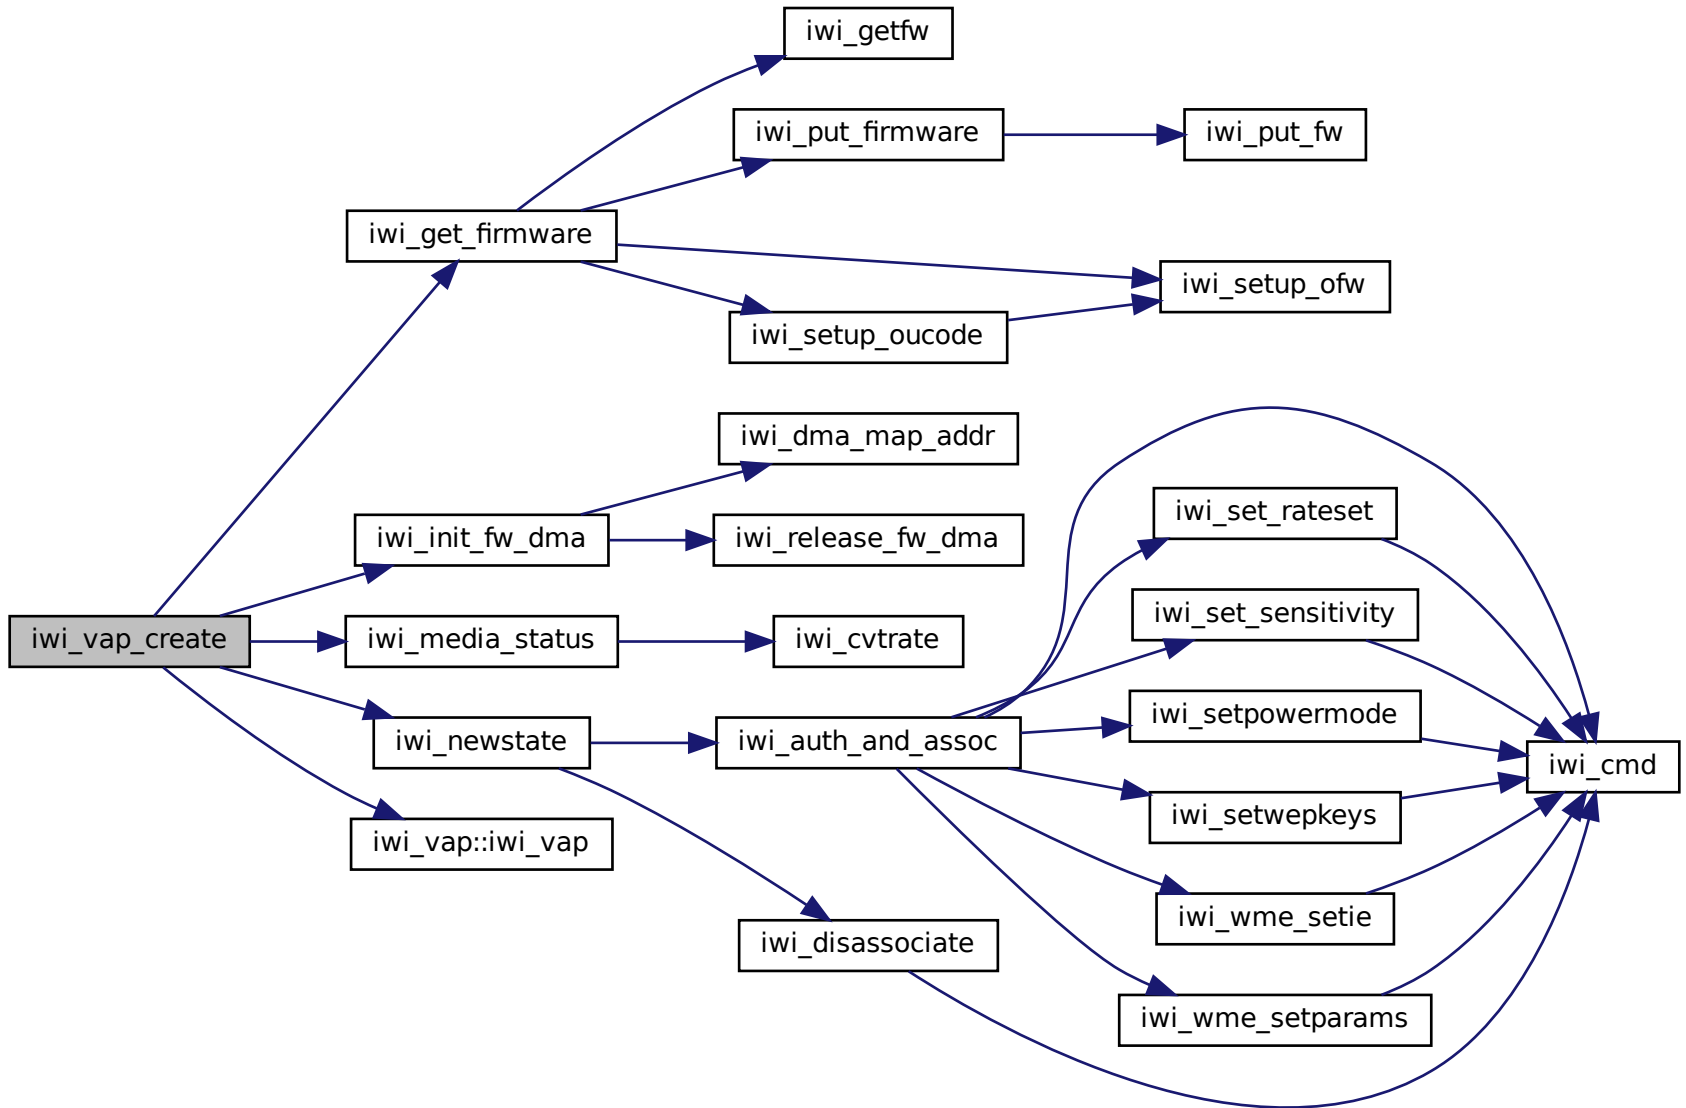 iwi_getfw
iwi_put_firmware
iwi_put_fw
iwi_get_firmware
iwi_setup_ofw
iwi_setup_oucode
iwi_dma_map_addr
iwi_set_rateset
iwi_init_fw_dma
iwi_release_fw_dma
iwi_set_sensitivity
iwi_vap_create
iwi_media_status
iwi_cvtrate
iwi_setpowermode
iwi_newstate
iwi_auth_and_assoc
iwi_cmd
iwi_setwepkeys
iwi_vap::iwi_vap
iwi_wme_setie
iwi_disassociate
iwi_wme_setparams